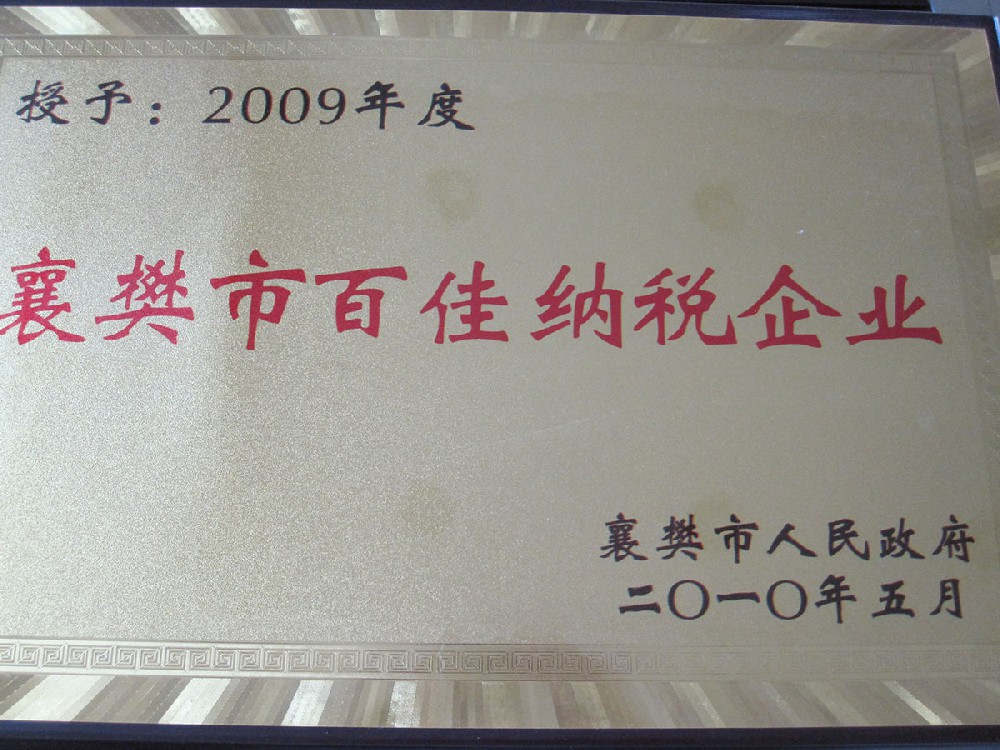 授予：2009年度
襄樊市百佳纳税企业
襄樊市人民政府
二〇一〇年五月